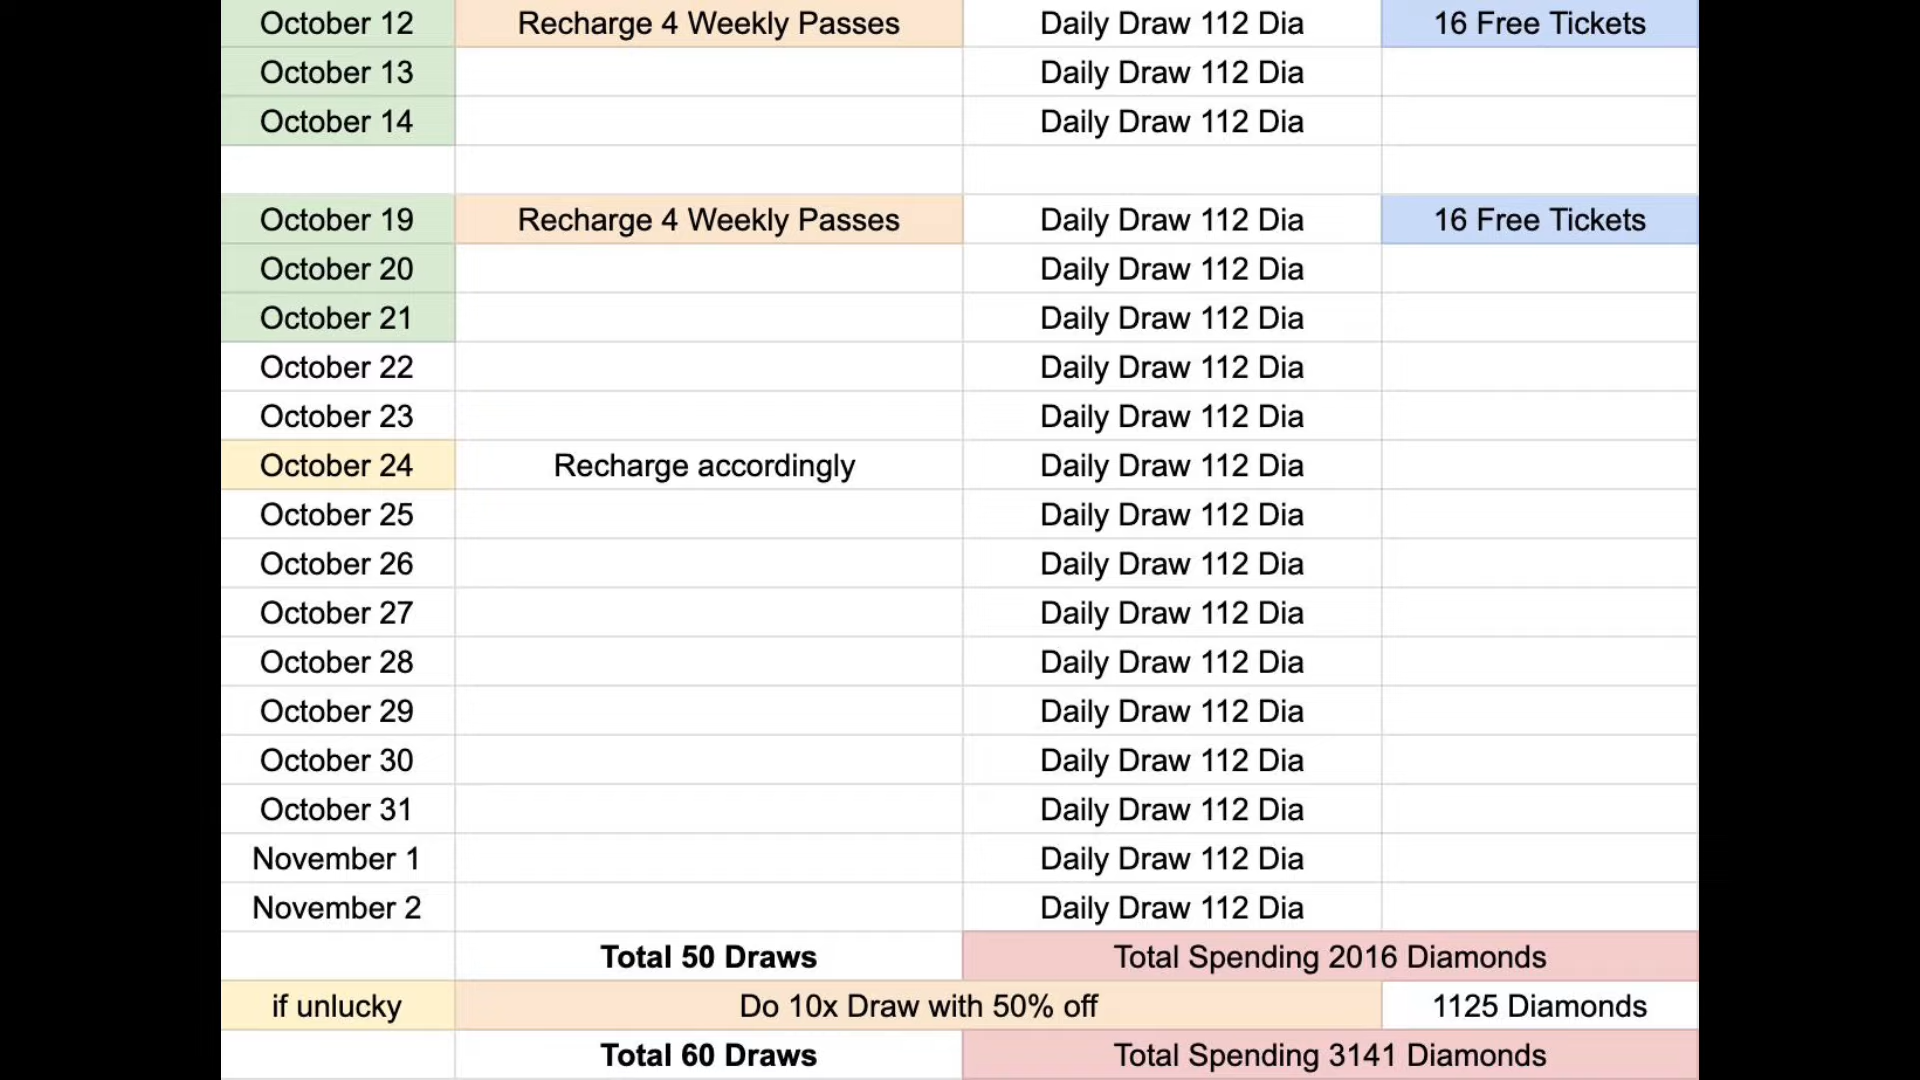 October 12 Recharge 4 Weekly Passes Daily Draw 112 Dia 16 Free Tickets
October 13 Daily Draw 112 Dia
October 14 Daily Draw 112 Dia
October 19 Recharge 4 Weekly Passes Daily Draw 112 Dia 16 Free Tickets
October 20 Daily Draw 112 Dia
October 21 Daily Draw 112 Dia
October 22 Daily Draw 112 Dia
October 23 Daily Draw 112 Dia
October 24 Recharge accordingly Daily Draw 112 Dia
October 25 Daily Draw 112 Dia
October 26 Daily Draw 112 Dia
October 27 Daily Draw 112 Dia
October 28 Daily Draw 112 Dia
October 29 Daily Draw 112 Dia
October 30 Daily Draw 112 Dia
October 31 Daily Draw 112 Dia
November 1 Daily Draw 112 Dia
November 2 Daily Draw 112 Dia
Total 50 Draws Total Spending 2016 Diamonds
if unlucky Do 10x Draw with 50% off 1125 Diamonds
Total 60 Draws Total Spending 3141 Diamonds